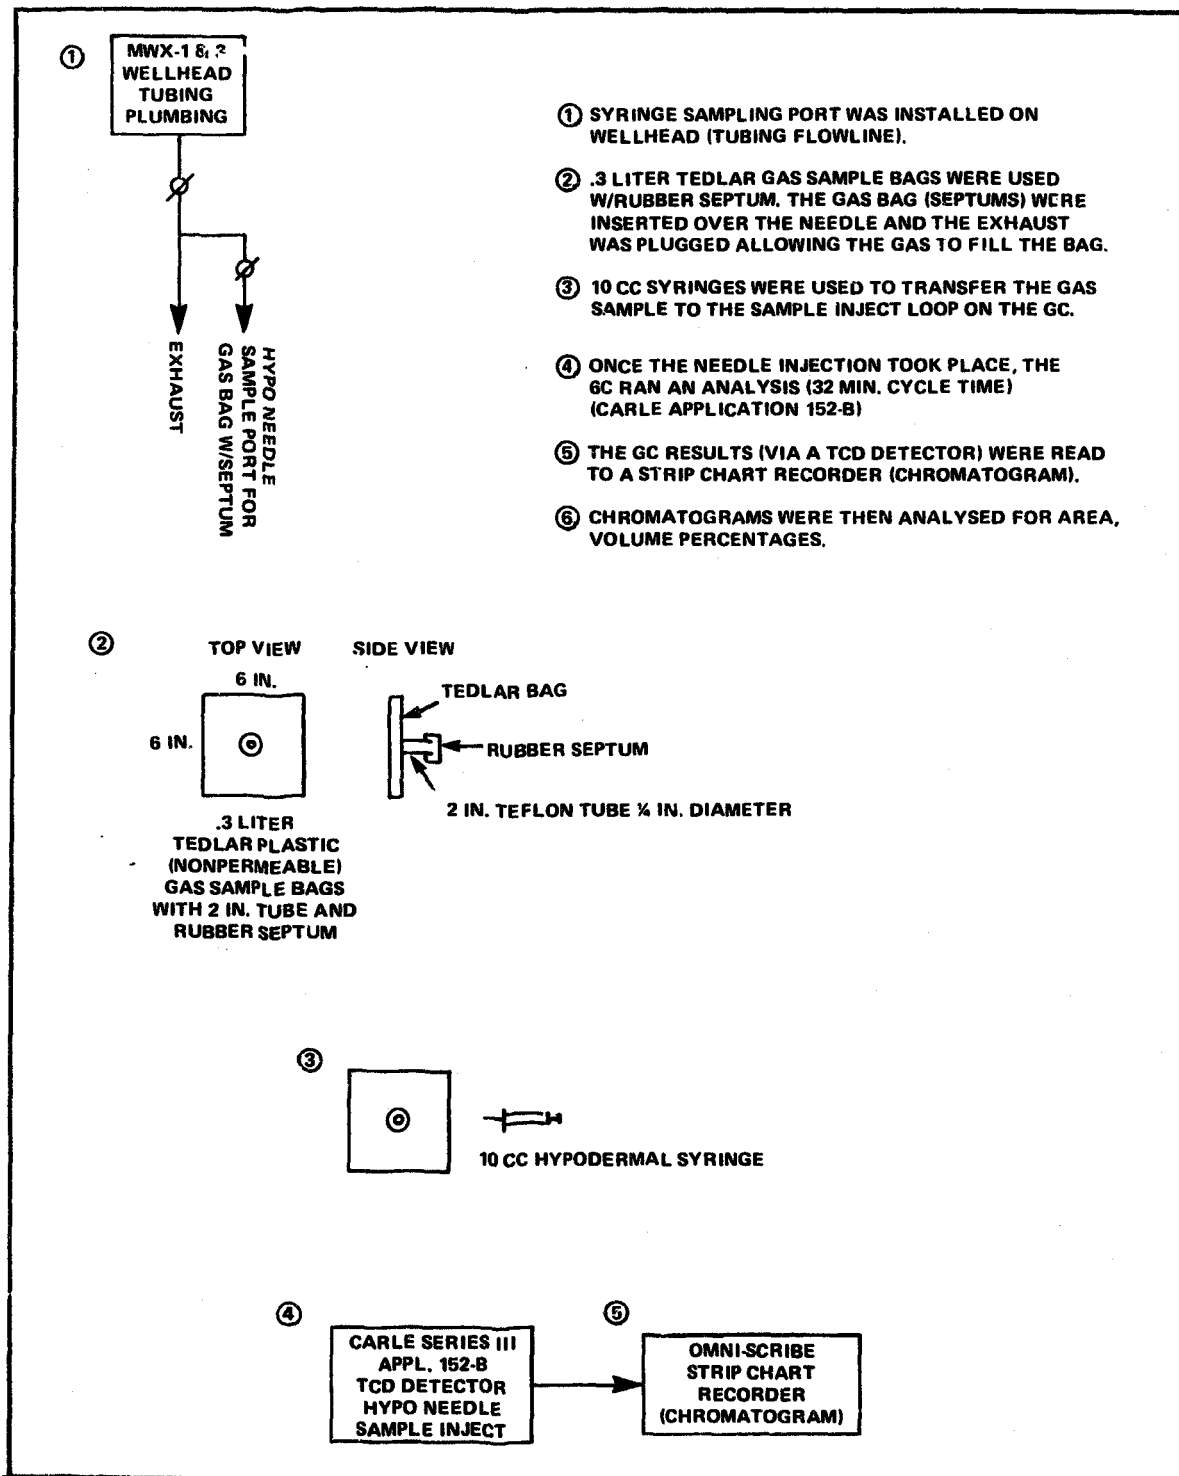 ①
MWX-1 &
WELLHEAD
TUBING
PLUMBING
EXHAUST
HYPO NEEDLE
SAMPLE PORT FOR
GAS BAG W/SEPTUM
① SYRINGE SAMPLING PORT WAS INSTALLED ON
WELLHEAD (TUBING FLOWLINE).
② .3 LITER TEDLAR GAS SAMPLE BAGS WERE USED
W/RUBBER SEPTUM. THE GAS BAG (SEPTUMS) WERE
INSERTED OVER THE NEEDLE AND THE EXHAUST
WAS PLUGGED ALLOWING THE GAS TO FILL THE BAG.
③ 10 CC SYRINGES WERE USED TO TRANSFER THE GAS
SAMPLE TO THE SAMPLE INJECT LOOP ON THE GC.
④ ONCE THE NEEDLE INJECTION TOOK PLACE, THE
6C RAN AN ANALYSIS (32 MIN. CYCLE TIME)
(CARLE APPLICATION 152-B)
⑤ THE GC RESULTS (VIA A TCD DETECTOR) WERE READ
TO A STRIP CHART RECORDER (CHROMATOGRAM).
⑥ CHROMATOGRAMS WERE THEN ANALYSED FOR AREA,
VOLUME PERCENTAGES.
②
TOP VIEW
6 IN.
6 IN.
.3 LITER
TEDLAR PLASTIC
(NONPERMEABLE)
GAS SAMPLE BAGS
WITH 2 IN. TUBE AND
RUBBER SEPTUM
SIDE VIEW
TEDLAR BAG
RUBBER SEPTUM
2 IN. TEFLON TUBE ¼ IN. DIAMETER
③
10 CC HYPODERMAL SYRINGE
④
CARLE SERIES III
APPL. 152-B
TCD DETECTOR
HYPO NEEDLE
SAMPLE INJECT
⑤
OMNI-SCRIBE
STRIP CHART
RECORDER
(CHROMATOGRAM)